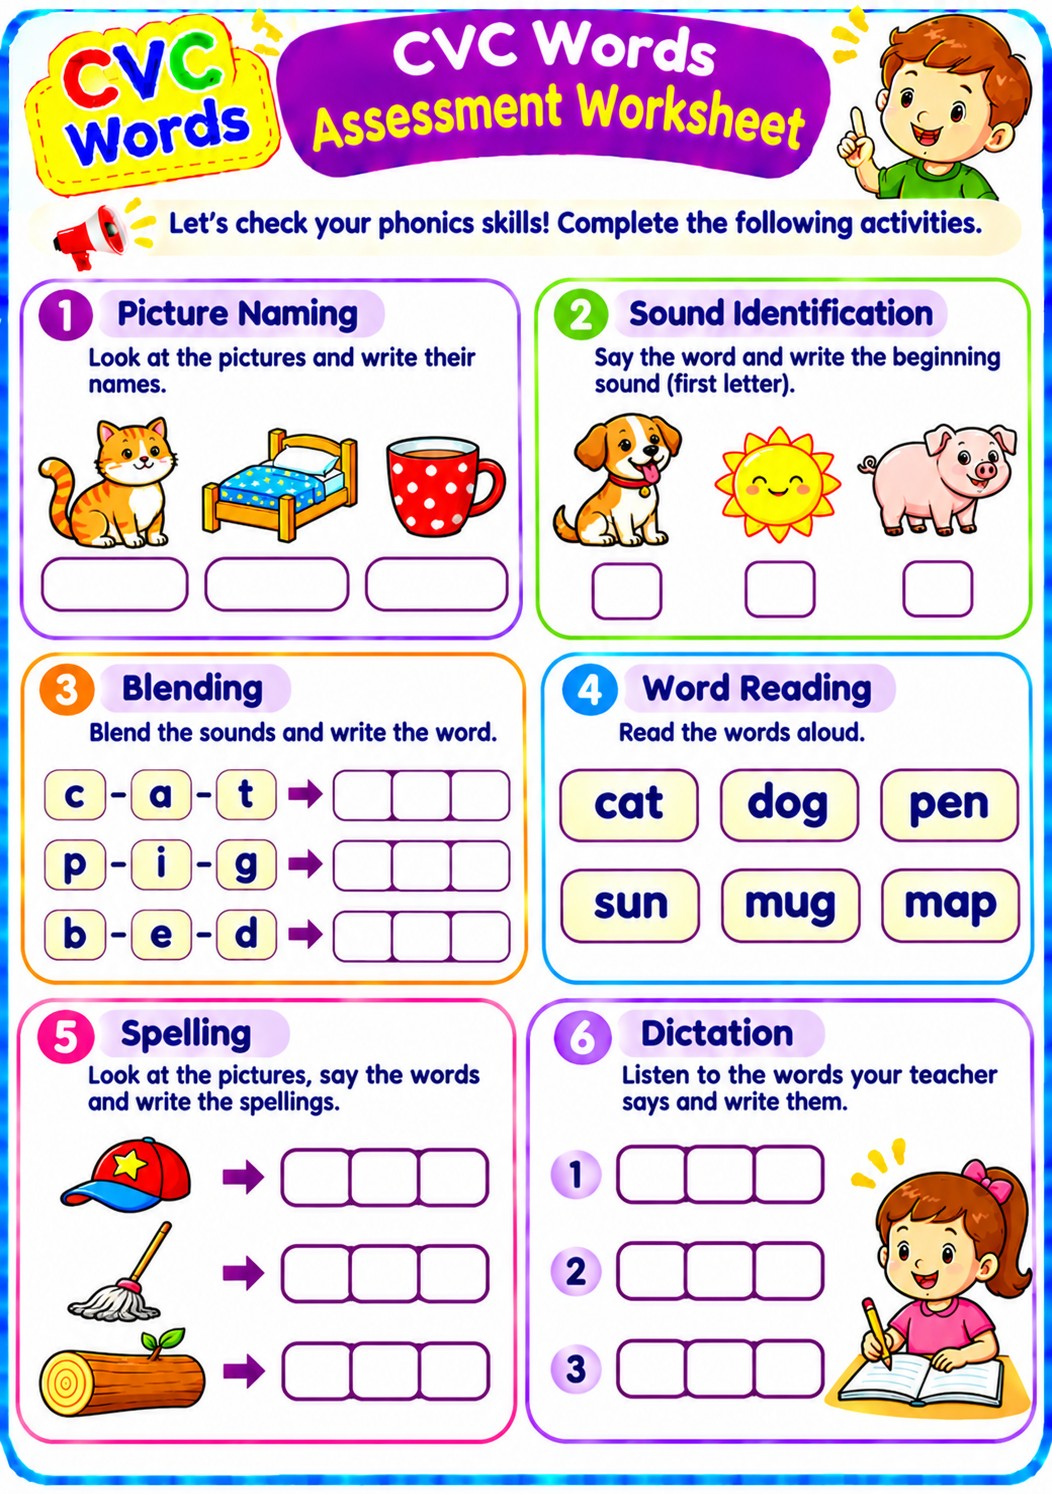 CVC
Words
CVC Words
Assessment Worksheet
Let's check your phonics skills! Complete the following activities.
1 Picture Naming
Look at the pictures and write their
names.
2 Sound Identification
Say the word and write the beginning
sound (first letter).
3 Blending
Blend the sounds and write the word.
c - a - t
p - i - g
b - e - d
4 Word Reading
Read the words aloud.
cat dog pen
sun mug map
5 Spelling
Look at the pictures, say the words
and write the spellings.
6 Dictation
Listen to the words your teacher
says and write them.
1
2
3